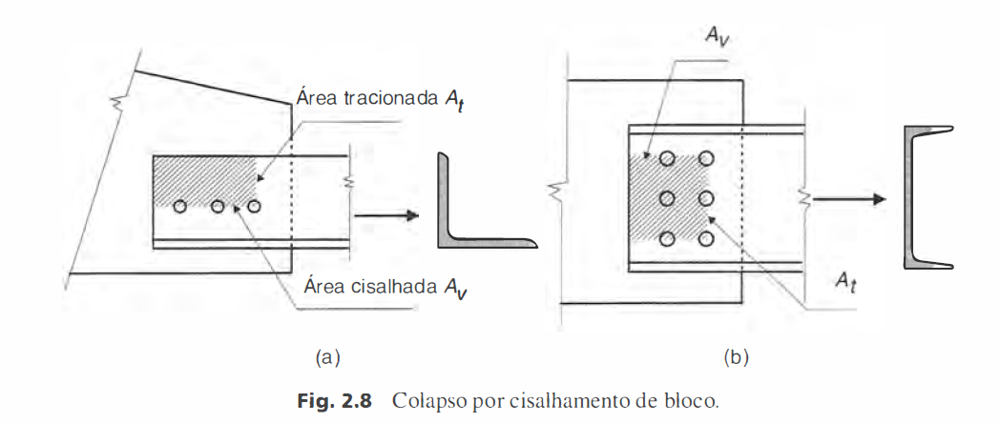 A_v
Área tracionada A_t
Área cisalhada A_v
A_t
(a)
(b)
Fig. 2.8 Colapso por cisalhamento de bloco.